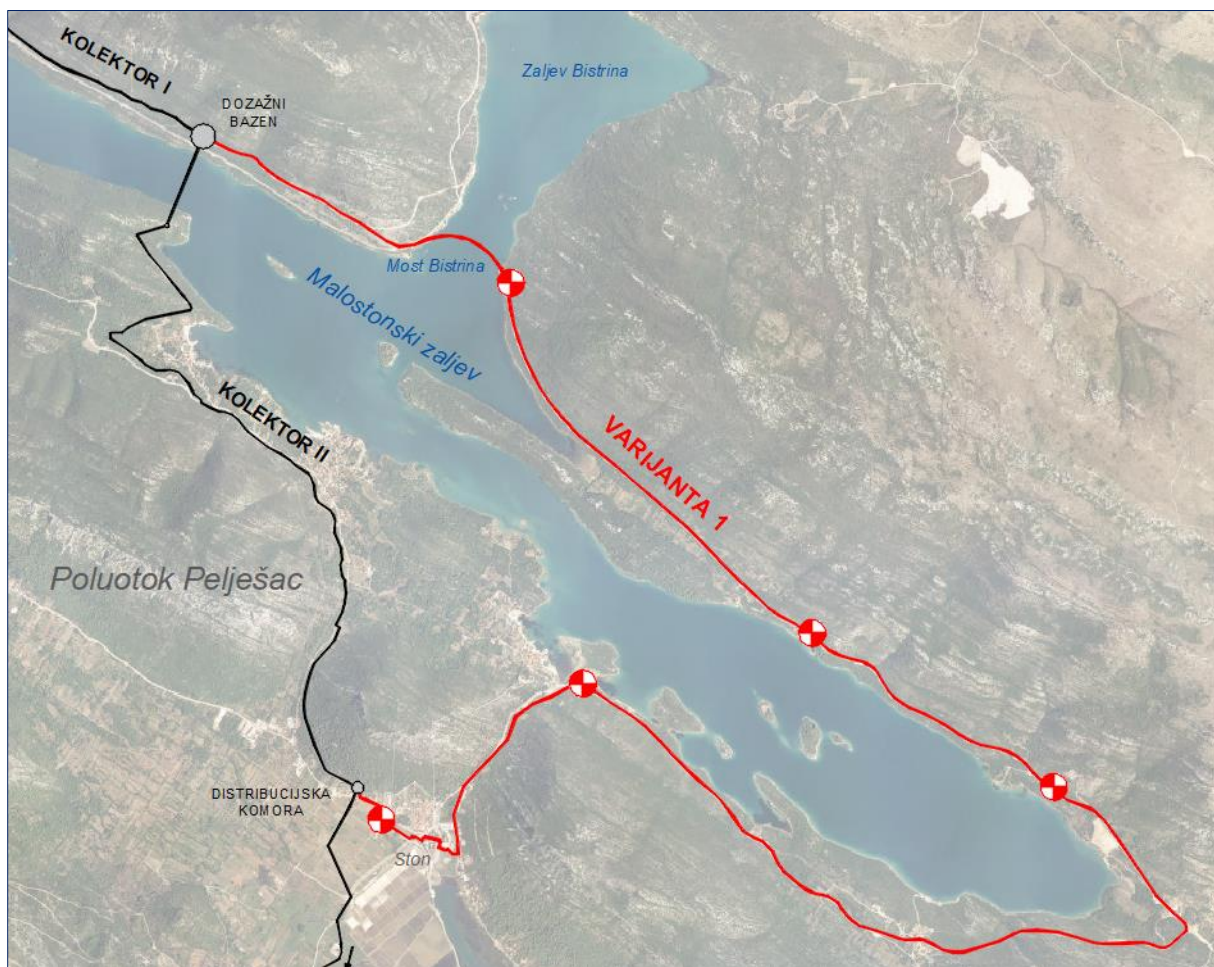 KOLEKTOR I
Zaljev Bistrina
DOZAŽNI
BAZEN
Most Bistrina
Malostonski zaljev
KOLEKTOR II
VARIJANTA 1
Poluotok Pelješac
DISTRIBUCIJSKA
KOMORA
Ston